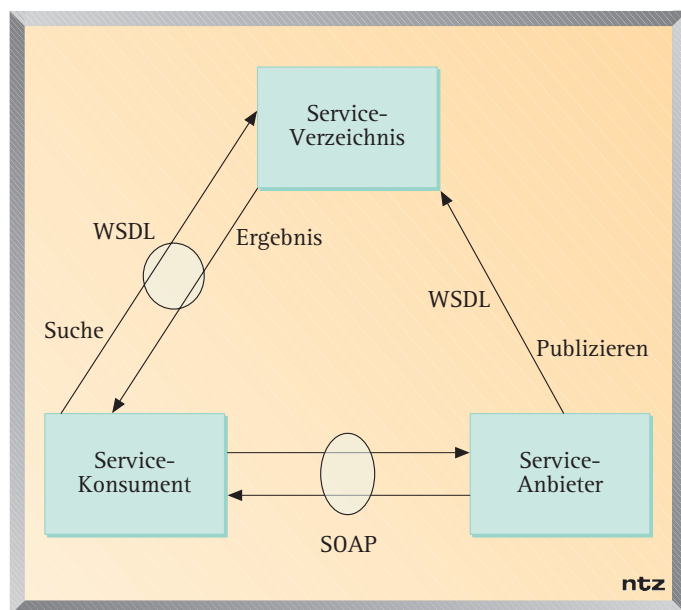 Service-
Verzeichnis
WSDL
Ergebnis
WSDL
Suche
Publizieren
Service-
Konsument
Service-
Anbieter
SOAP
ntz